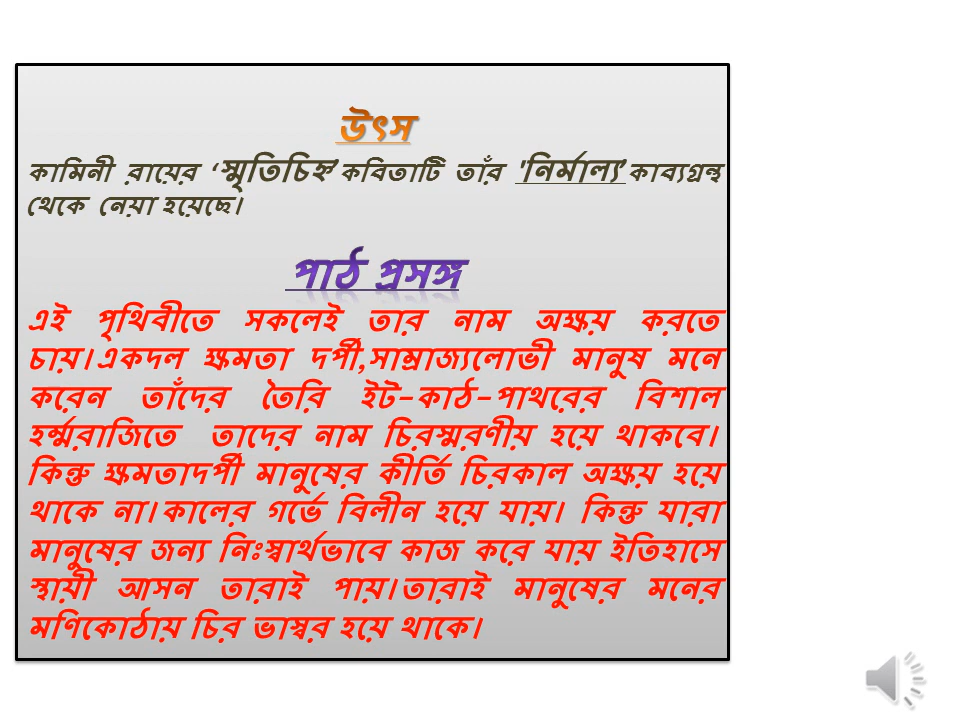 উৎস
কামিনী রায়ের ‘স্মৃতিচিহ্ন’ কবিতাটি তাঁর 'নির্মাল্য’ কাব্যগ্রন্থ
থেকে নেয়া হয়েছে।
পাঠ প্রসঙ্গ
এই পৃথিবীতে সকলেই তার নাম অক্ষয় করতে
চায়।একদল ক্ষমতা দর্পী,সাম্রাজ্যলোভী মানুষ মনে
করেন তাঁদের তৈরি ইট–কাঠ–পাথরের বিশাল
হর্ম্মরাজিতে তাদের নাম চিরস্মরণীয় হয়ে থাকবে।
কিন্তু ক্ষমতাদর্পী মানুষের কীর্তি চিরকাল অক্ষয় হয়ে
থাকে না।কালের গর্ভে বিলীন হয়ে যায়। কিন্তু যারা
মানুষের জন্য নিঃস্বার্থভাবে কাজ করে যায় ইতিহাসে
স্থায়ী আসন তারাই পায়।তারাই মানুষের মনের
মণিকোঠায় চির ভাস্বর হয়ে থাকে।